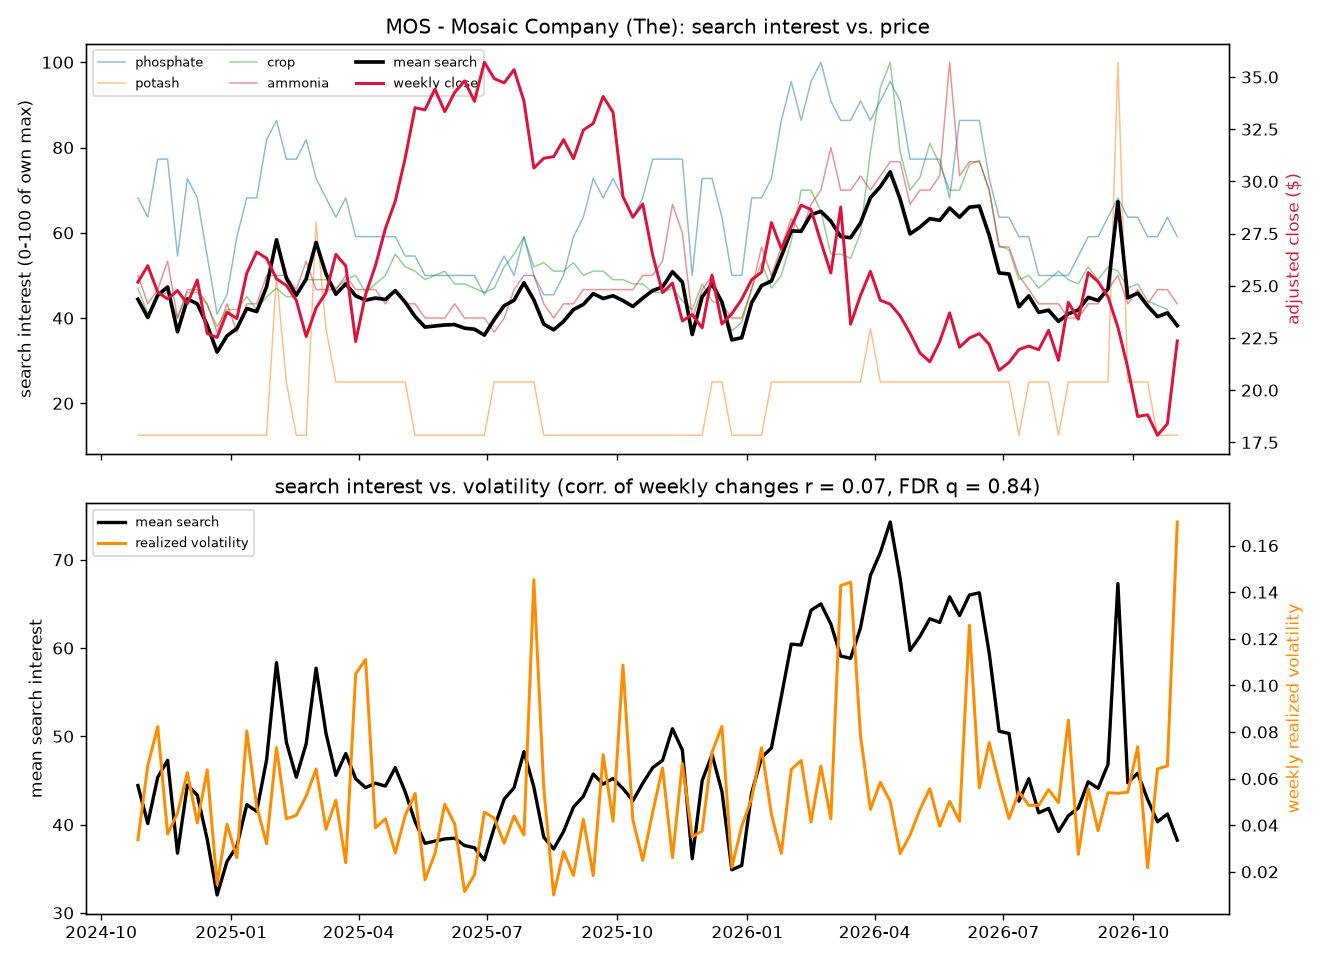 MOS - Mosaic Company (The): search interest vs. price
phosphate
potash
crop
ammonia
mean search
weekly close
search interest (0-100 of own max)
100
80
60
40
20
adjusted close ($)
35.0
32.5
30.0
27.5
25.0
22.5
20.0
17.5
search interest vs. volatility (corr. of weekly changes r = 0.07, FDR q = 0.84)
mean search
realized volatility
mean search interest
70
60
50
40
30
weekly realized volatility
0.16
0.14
0.12
0.10
0.08
0.06
0.04
0.02
2024-10 2025-01 2025-04 2025-07 2025-10 2026-01 2026-04 2026-07 2026-10